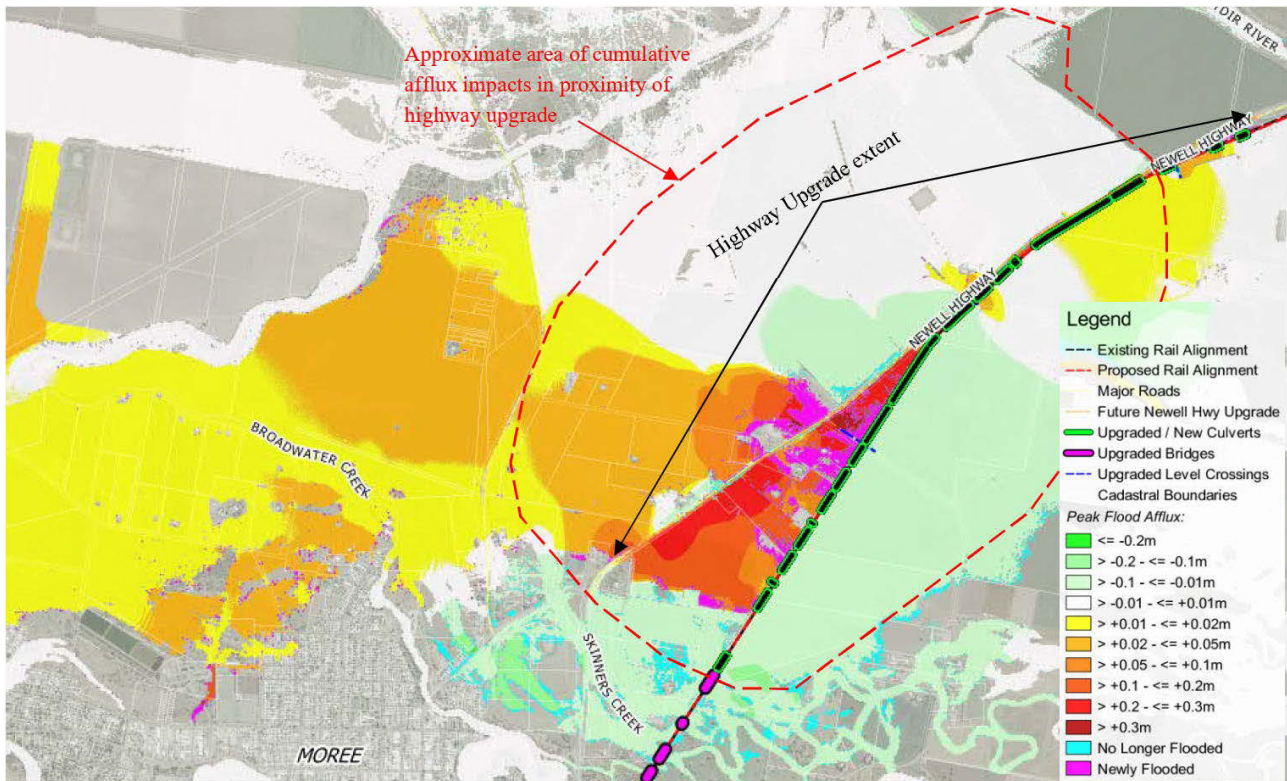 Approximate area of cumulative
afflux impacts in proximity of
highway upgrade
Highway Upgrade extent
DIR RIVER
NEWELL HIGHWAY
NEWELL HIGHWAY
BROADWATER CREEK
SKINNERS CREEK
MOREE
Legend
Existing Rail Alignment
Proposed Rail Alignment
Major Roads
Future Newell Hwy Upgrade
Upgraded / New Culverts
Upgraded Bridges
Upgraded Level Crossings
Cadastral Boundaries
Peak Flood Afflux:
<= -0.2m
> -0.2 - <= -0.1m
> -0.1 - <= -0.01m
> -0.01 - <= +0.01m
> +0.01 - <= +0.02m
> +0.02 - <= +0.05m
> +0.05 - <= +0.1m
> +0.1 - <= +0.2m
> +0.2 - <= +0.3m
> +0.3m
No Longer Flooded
Newly Flooded